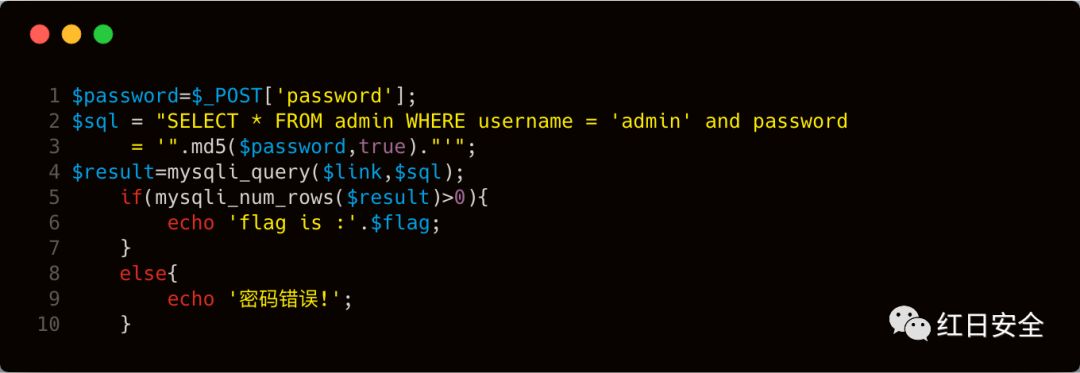 1 $password=$_POST['password'];
2 $sql = "SELECT * FROM admin WHERE username = 'admin' and password
3 = '".md5($password,true)."'";
4 $result=mysqli_query($link,$sql);
5 if(mysqli_num_rows($result)>0){
6 echo 'flag is :'.$flag;
7 }
8 else{
9 echo '密码错误!';
10 }
红日安全